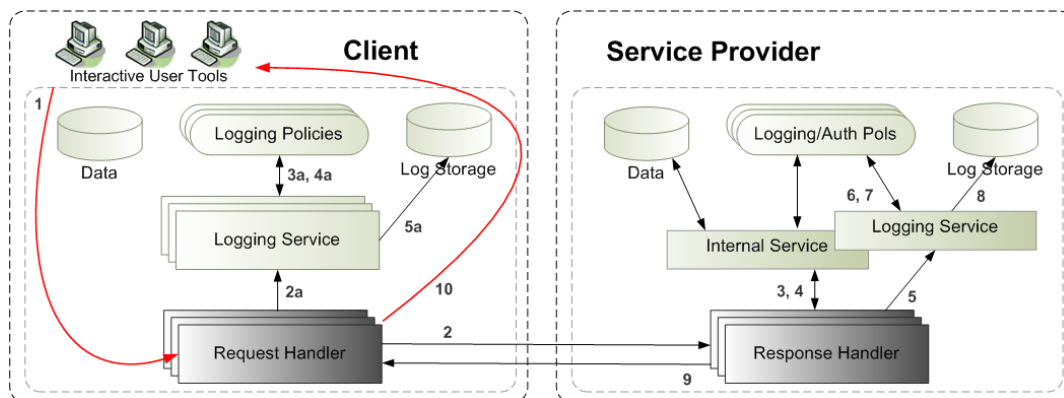 Client
Interactive User Tools
1
Data
Logging Policies
Log Storage
3a, 4a
5a
Logging Service
2a
10
Request Handler
2
9
Service Provider
Data
Logging/Auth Pols
Log Storage
6, 7
8
Internal Service
Logging Service
3, 4
5
Response Handler